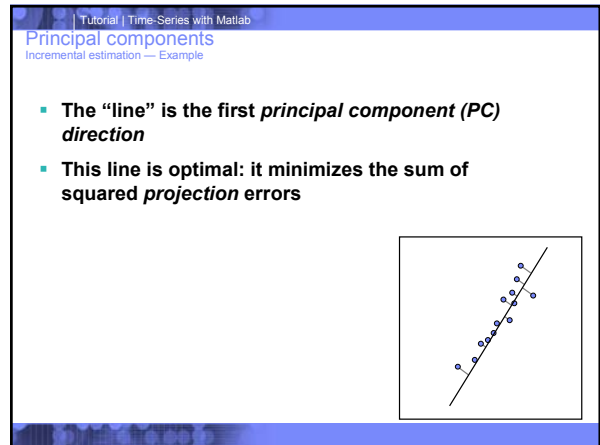 Tutorial | Time-Series with Matlab
Principal components
Incremental estimation — Example
▪ The “line” is the first principal component (PC)
direction
▪ This line is optimal: it minimizes the sum of
squared projection errors